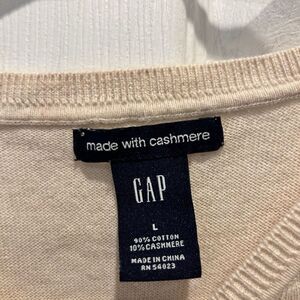 made with cashmere
GAP
L
90% COTTON
10% CASHMERE
MADE IN CHINA
RN 54023